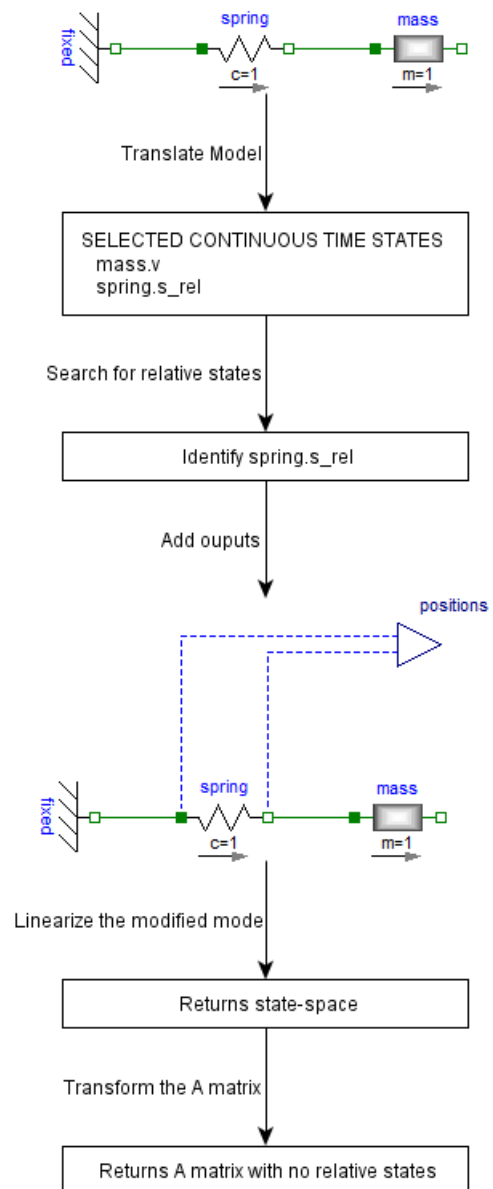 spring
mass
fixed
c=1
m=1
Translate Model
SELECTED CONTINUOUS TIME STATES
mass.v
spring.s_rel
Search for relative states
Identify spring.s_rel
Add ouputs
positions
spring
mass
fixed
c=1
m=1
Linearize the modified mode
Returns state-space
Transform the A matrix
Returns A matrix with no relative states